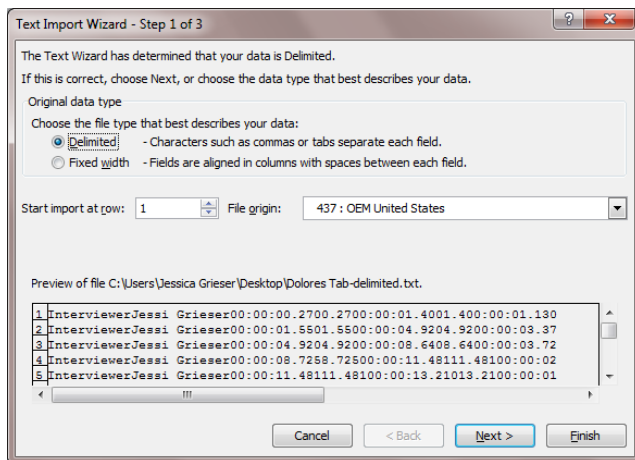 Text Import Wizard - Step 1 of 3
The Text Wizard has determined that your data is Delimited.
If this is correct, choose Next, or choose the data type that best describes your data.
Original data type
Choose the file type that best describes your data:
Delimited - Characters such as commas or tabs separate each field.
Fixed width - Fields are aligned in columns with spaces between each field.
Start import at row: 1 File origin: 437 : OEM United States
Preview of file C:\Users\Jessica Grieser\Desktop\Dolores Tab-delimited.txt.
1 InterviewerJessi Grieser00:00:00.2700.2700:00:01.4001.400:00:01.130
2 InterviewerJessi Grieser00:00:01.5501.5500:00:04.9204.9200:00:03.37
3 InterviewerJessi Grieser00:00:04.9204.9200:00:08.6408.6400:00:03.72
4 InterviewerJessi Grieser00:00:08.7258.72500:00:11.48111.48100:00:02
5 InterviewerJessi Grieser00:00:11.48111.48100:00:13.21013.2100:00:01
Cancel < Back Next > Finish